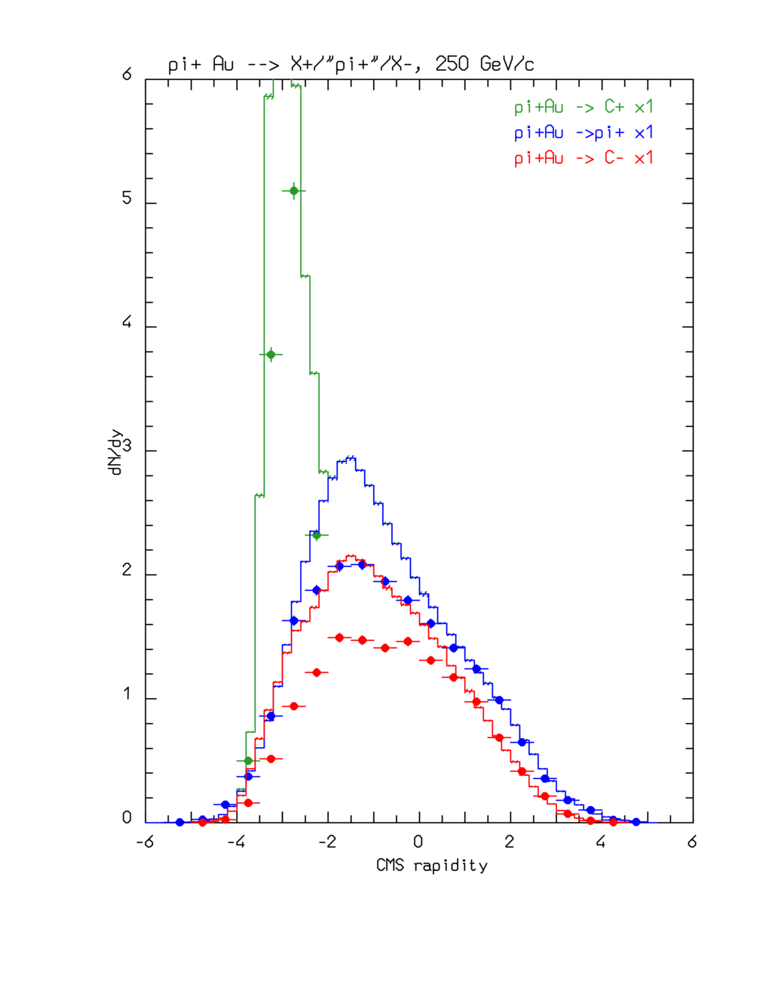 pi+ Au --> X+/"pi+"/X-, 250 GeV/c
pi+Au -> C+ x1
pi+Au ->pi+ x1
pi+Au -> C- x1
6
5
4
3
2
1
0
dN/dy
-6 -4 -2 0 2 4 6
CMS rapidity